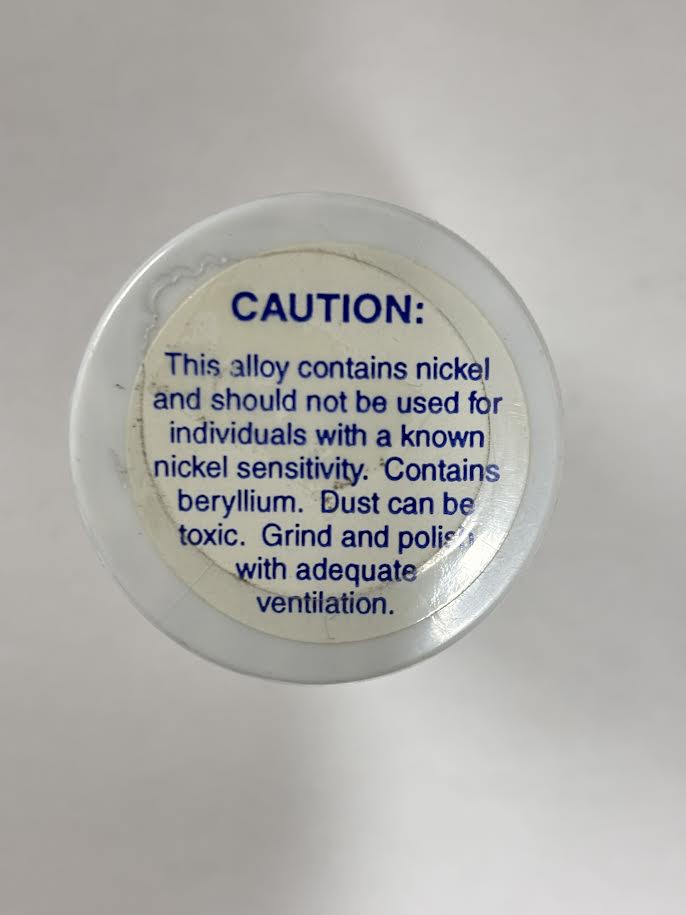 CAUTION:
This alloy contains nickel
and should not be used for
individuals with a known
nickel sensitivity. Contains
beryllium. Dust can be
toxic. Grind and polish
with adequate
ventilation.